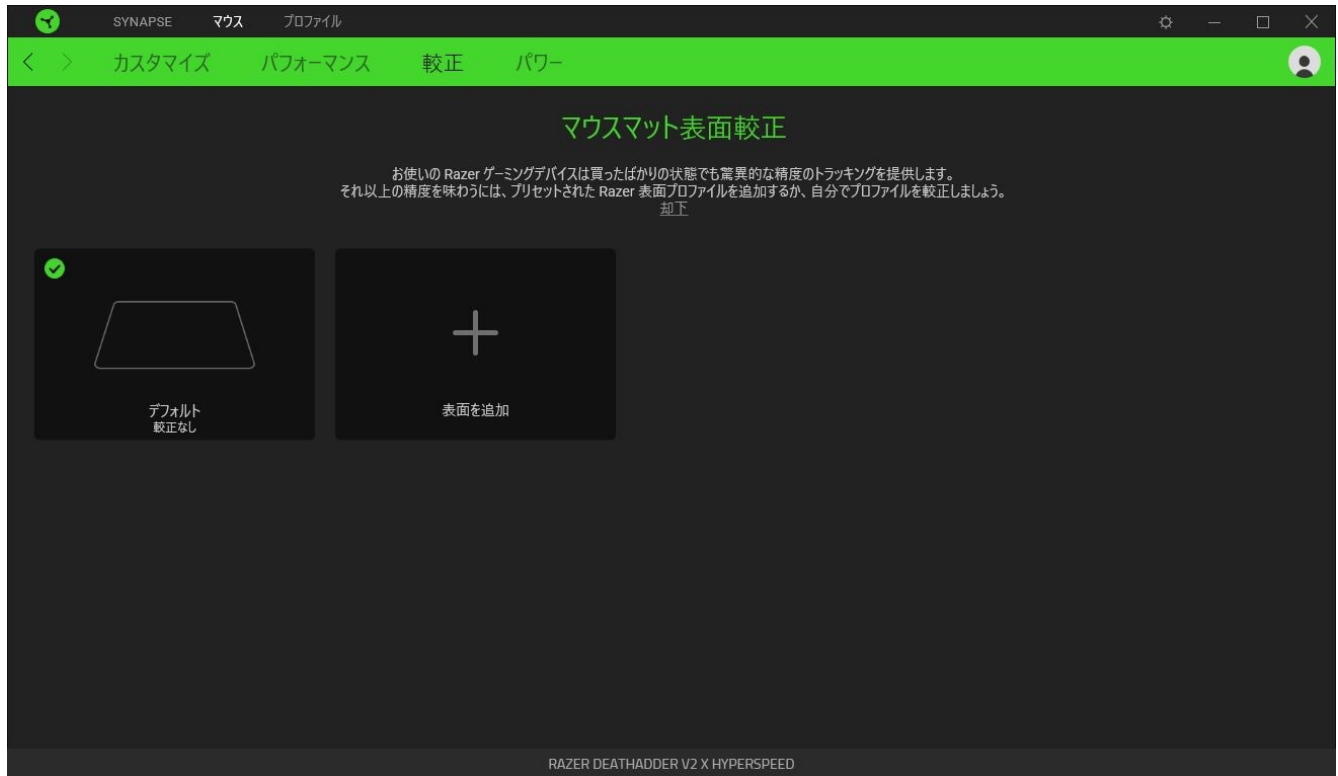 SYNAPSE マウス プロファイル
カスタマイズ パフォーマンス 較正 パワー
マウスマット表面較正
お使いの Razer ゲーミングデバイスは買ったばかりの状態でも驚異的な精度のトラッキングを提供します。
それ以上の精度を味わうには、プリセットされた Razer 表面プロファイルを追加するか、自分でプロファイルを較正しましょう。
却下
デフォルト
較正なし
表面を追加
RAZER DEATHADDER V2 X HYPERSPEED